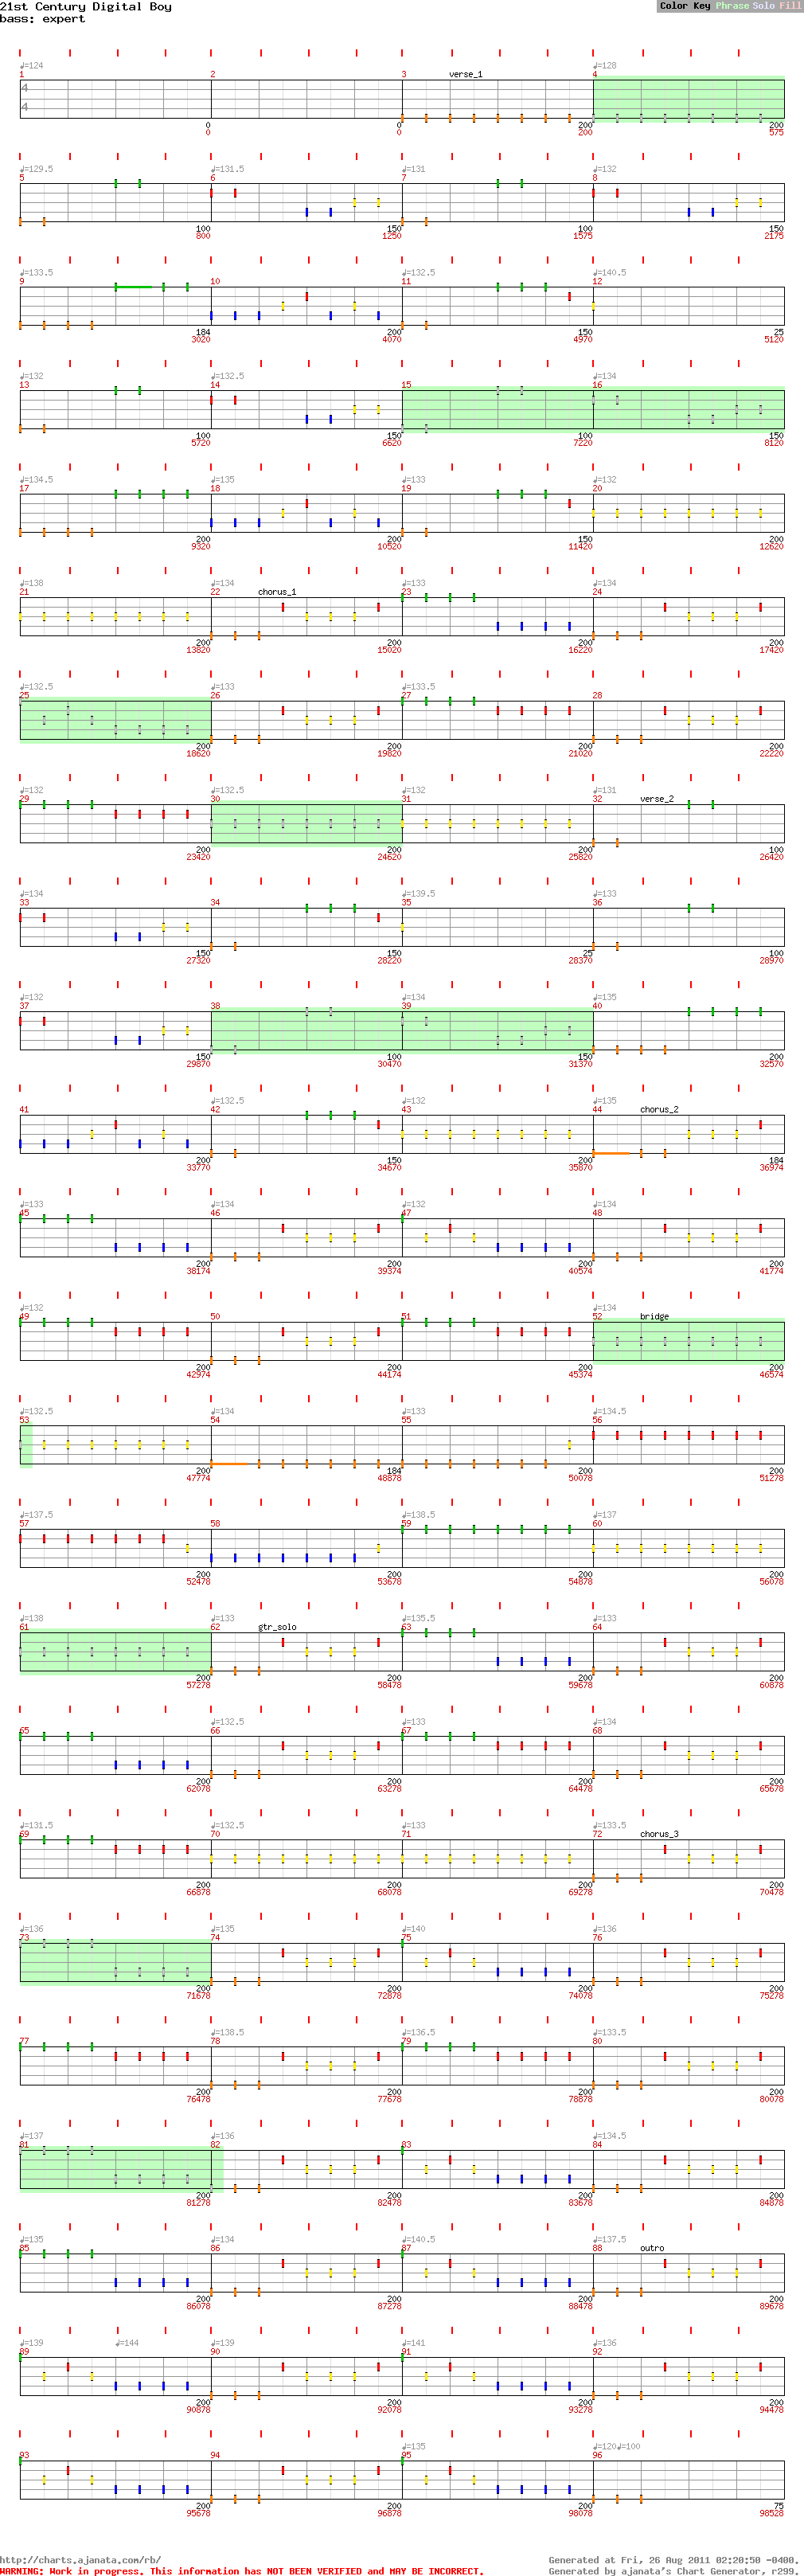 21st Century Digital Boy
Color Key Phrase Solo Fill
bass: expert
♩=124 ♩=128
1 2 3 verse_1 4
4
4
0 0 200 200
0 0 200 575
♩=129.5 ♩=131.5 ♩=131 ♩=132
5 6 7 8
100 150 100 150
800 1250 1575 2175
♩=133.5 ♩=132.5 ♩=140.5
9 10 11 12
184 200 150 25
3020 4070 4970 5120
♩=132 ♩=132.5 ♩=134
13 14 15 16
100 150 100 150
5720 6620 7220 8120
♩=134.5 ♩=135 ♩=133 ♩=132
17 18 19 20
200 200 150 200
9320 10520 11420 12620
♩=138 ♩=134 ♩=133 ♩=134
21 22 chorus_1 23 24
200 200 200 200
13820 15020 16220 17420
♩=132.5 ♩=133 ♩=133.5
25 26 27 28
200 200 200 200
18620 19820 21020 22220
♩=132 ♩=132.5 ♩=132 ♩=131
29 30 31 32 verse_2
200 200 200 100
23420 24620 25820 26420
♩=134 ♩=139.5 ♩=133
33 34 35 36
150 150 25 100
27320 28220 28370 28970
♩=132 ♩=134 ♩=135
37 38 39 40
150 100 150 200
29870 30470 31370 32570
♩=132.5 ♩=132 ♩=135
41 42 43 44 chorus_2
200 150 200 184
33770 34670 35870 36974
♩=133 ♩=134 ♩=132 ♩=134
45 46 47 48
200 200 200 200
38174 39374 40574 41774
♩=132 ♩=134
49 50 51 52 bridge
200 200 200 200
42974 44174 45374 46574
♩=132.5 ♩=134 ♩=133 ♩=134.5
53 54 55 56
200 184 200 200
47774 48878 50078 51278
♩=137.5 ♩=138.5 ♩=137
57 58 59 60
200 200 200 200
52478 53678 54878 56078
♩=138 ♩=133 ♩=135.5 ♩=133
61 62 gtr_solo 63 64
200 200 200 200
57278 58478 59678 60878
♩=132.5 ♩=133 ♩=134
65 66 67 68
200 200 200 200
62078 63278 64478 65678
♩=131.5 ♩=132.5 ♩=133 ♩=133.5
69 70 71 72 chorus_3
200 200 200 200
66878 68078 69278 70478
♩=136 ♩=135 ♩=140 ♩=136
73 74 75 76
200 200 200 200
71678 72878 74078 75278
♩=138.5 ♩=136.5 ♩=133.5
77 78 79 80
200 200 200 200
76478 77678 78878 80078
♩=137 ♩=136 ♩=134.5
81 82 83 84
200 200 200 200
81278 82478 83678 84878
♩=135 ♩=134 ♩=140.5 ♩=137.5
85 86 87 88 outro
200 200 200 200
86078 87278 88478 89678
♩=139 ♩=144 ♩=139 ♩=141 ♩=136
89 90 91 92
200 200 200 200
90878 92078 93278 94478
♩=135 ♩=120♩=100
93 94 95 96
200 200 200 75
95678 96878 98078 98528
http://charts.ajanata.com/rb/
Generated at Fri, 26 Aug 2011 02:20:50 -0400.
WARNING: Work in progress. This information has NOT BEEN VERIFIED and MAY BE INCORRECT.
Generated by ajanata's Chart Generator, r299.